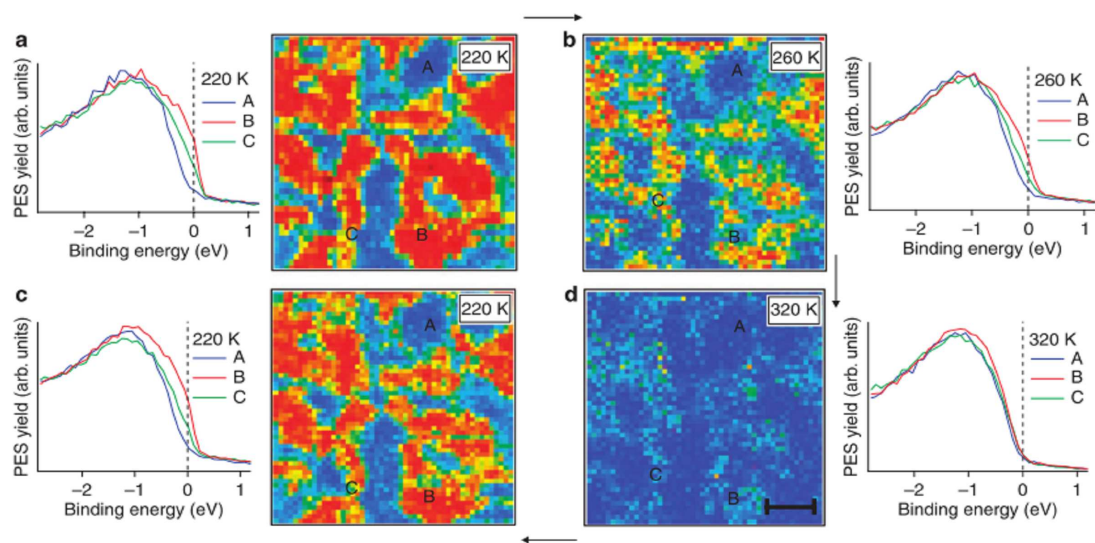 a
PES yield (arb. units)
220 K
A
B
C
−2
−1
0
1
Binding energy (eV)
220 K
A
C
B
b
260 K
A
C
B
PES yield (arb. units)
260 K
A
B
C
−2
−1
0
1
Binding energy (eV)
c
PES yield (arb. units)
220 K
A
B
C
−2
−1
0
1
Binding energy (eV)
220 K
A
C
B
d
320 K
A
C
B
PES yield (arb. units)
320 K
A
B
C
−2
−1
0
1
Binding energy (eV)